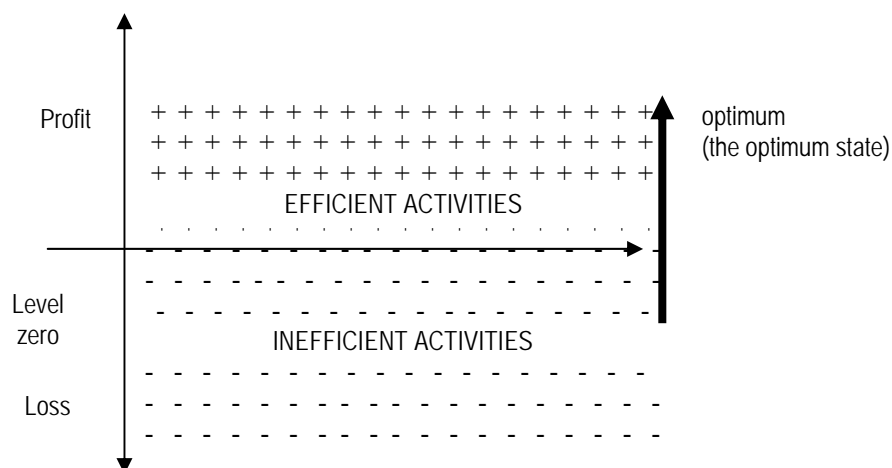 Profit
+ + + + + + + + + + + + + + + + + +
optimum
+ + + + + + + + + + + + + + + + + +
(the optimum state)
+ + + + + + + + + + + + + + + + + +
EFFICIENT ACTIVITIES
. . . . . . . . . . . . . . . . . .
- - - - - - - - - - - - - - - - - - -
- - - - - - - - - - - - - - - - - - -
Level
zero
- - - - - - - - - - - - - - - - - -
INEFFICIENT ACTIVITIES
- - - - - - - - - - - - - - - - - -
Loss
- - - - - - - - - - - - - - - - - - -
- - - - - - - - - - - - - - - - - - -